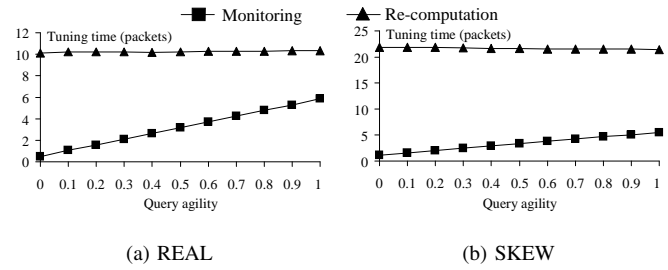 Monitoring Re-computation
Tuning time (packets)
12
10
8
6
4
2
0
0 0.1 0.2 0.3 0.4 0.5 0.6 0.7 0.8 0.9 1
Query agility
(a) REAL
Tuning time (packets)
25
20
15
10
5
0
0 0.1 0.2 0.3 0.4 0.5 0.6 0.7 0.8 0.9 1
Query agility
(b) SKEW